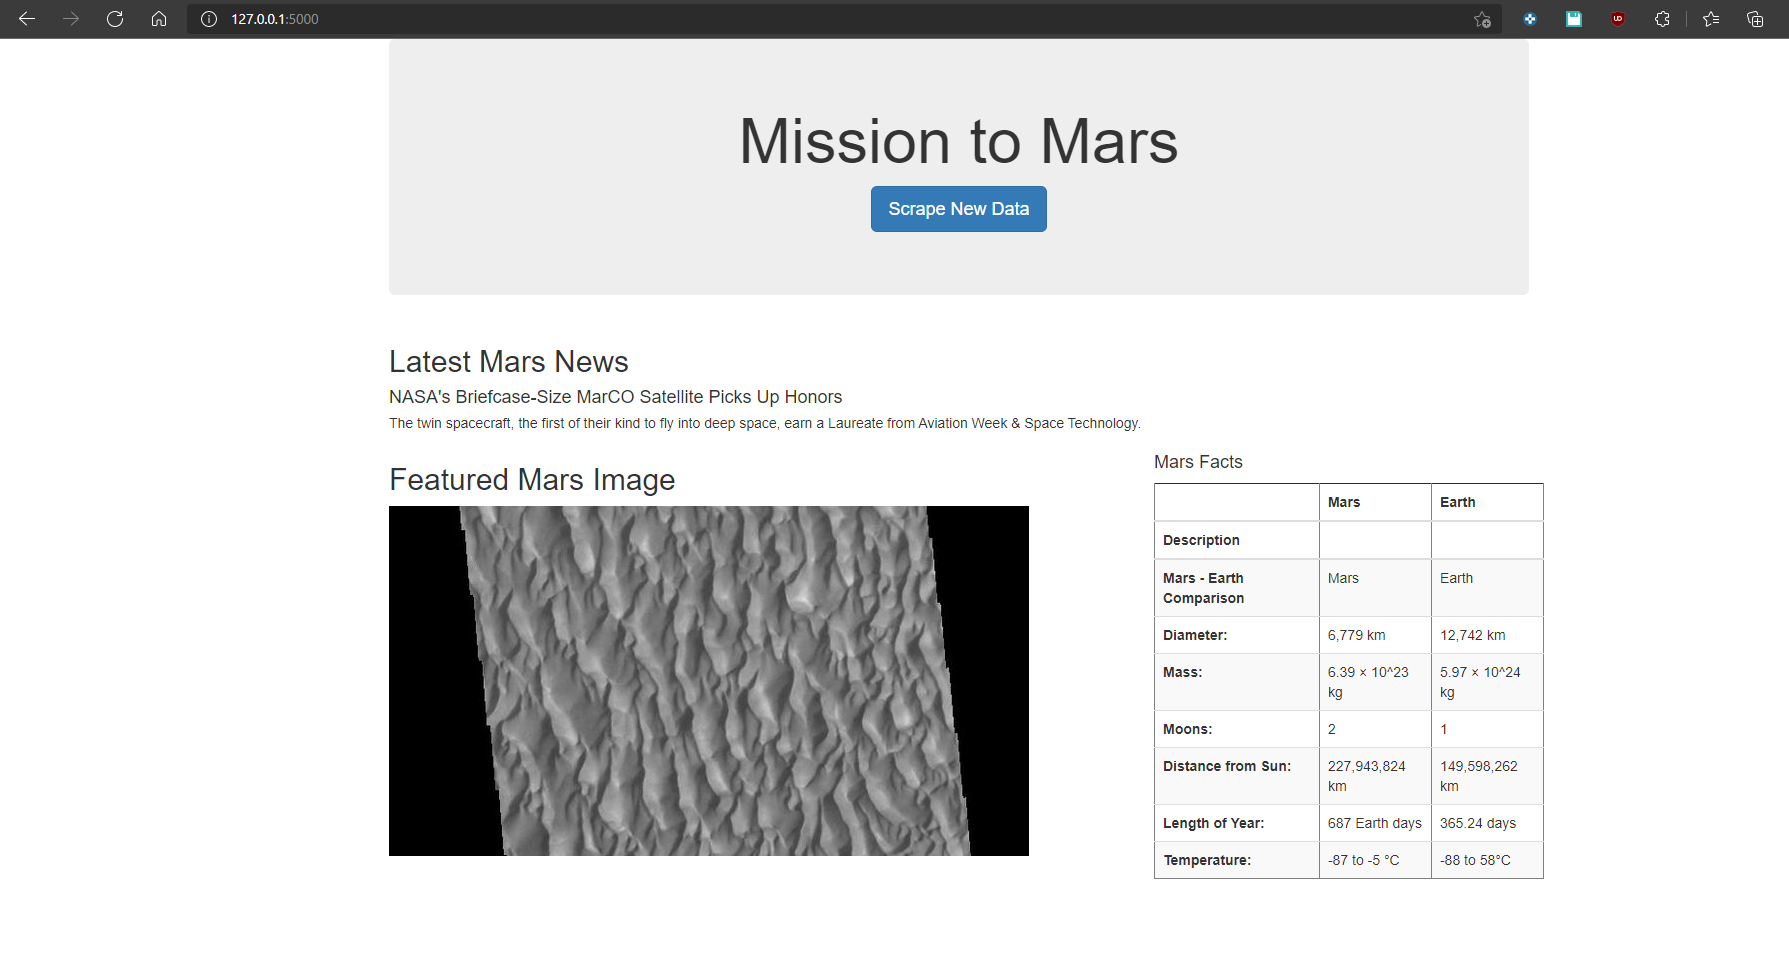 127.0.0.1:5000
Mission to Mars
Scrape New Data
Latest Mars News
NASA's Briefcase-Size MarCO Satellite Picks Up Honors
The twin spacecraft, the first of their kind to fly into deep space, earn a Laureate from Aviation Week & Space Technology.
Featured Mars Image
Mars Facts
Mars Earth
Description
Mars - Earth Mars Earth
Comparison
Diameter: 6,779 km 12,742 km
Mass: 6.39 × 10^23 5.97 × 10^24
kg kg
Moons: 2 1
Distance from Sun: 227,943,824 149,598,262
km km
Length of Year: 687 Earth days 365.24 days
Temperature: -87 to -5 °C -88 to 58°C